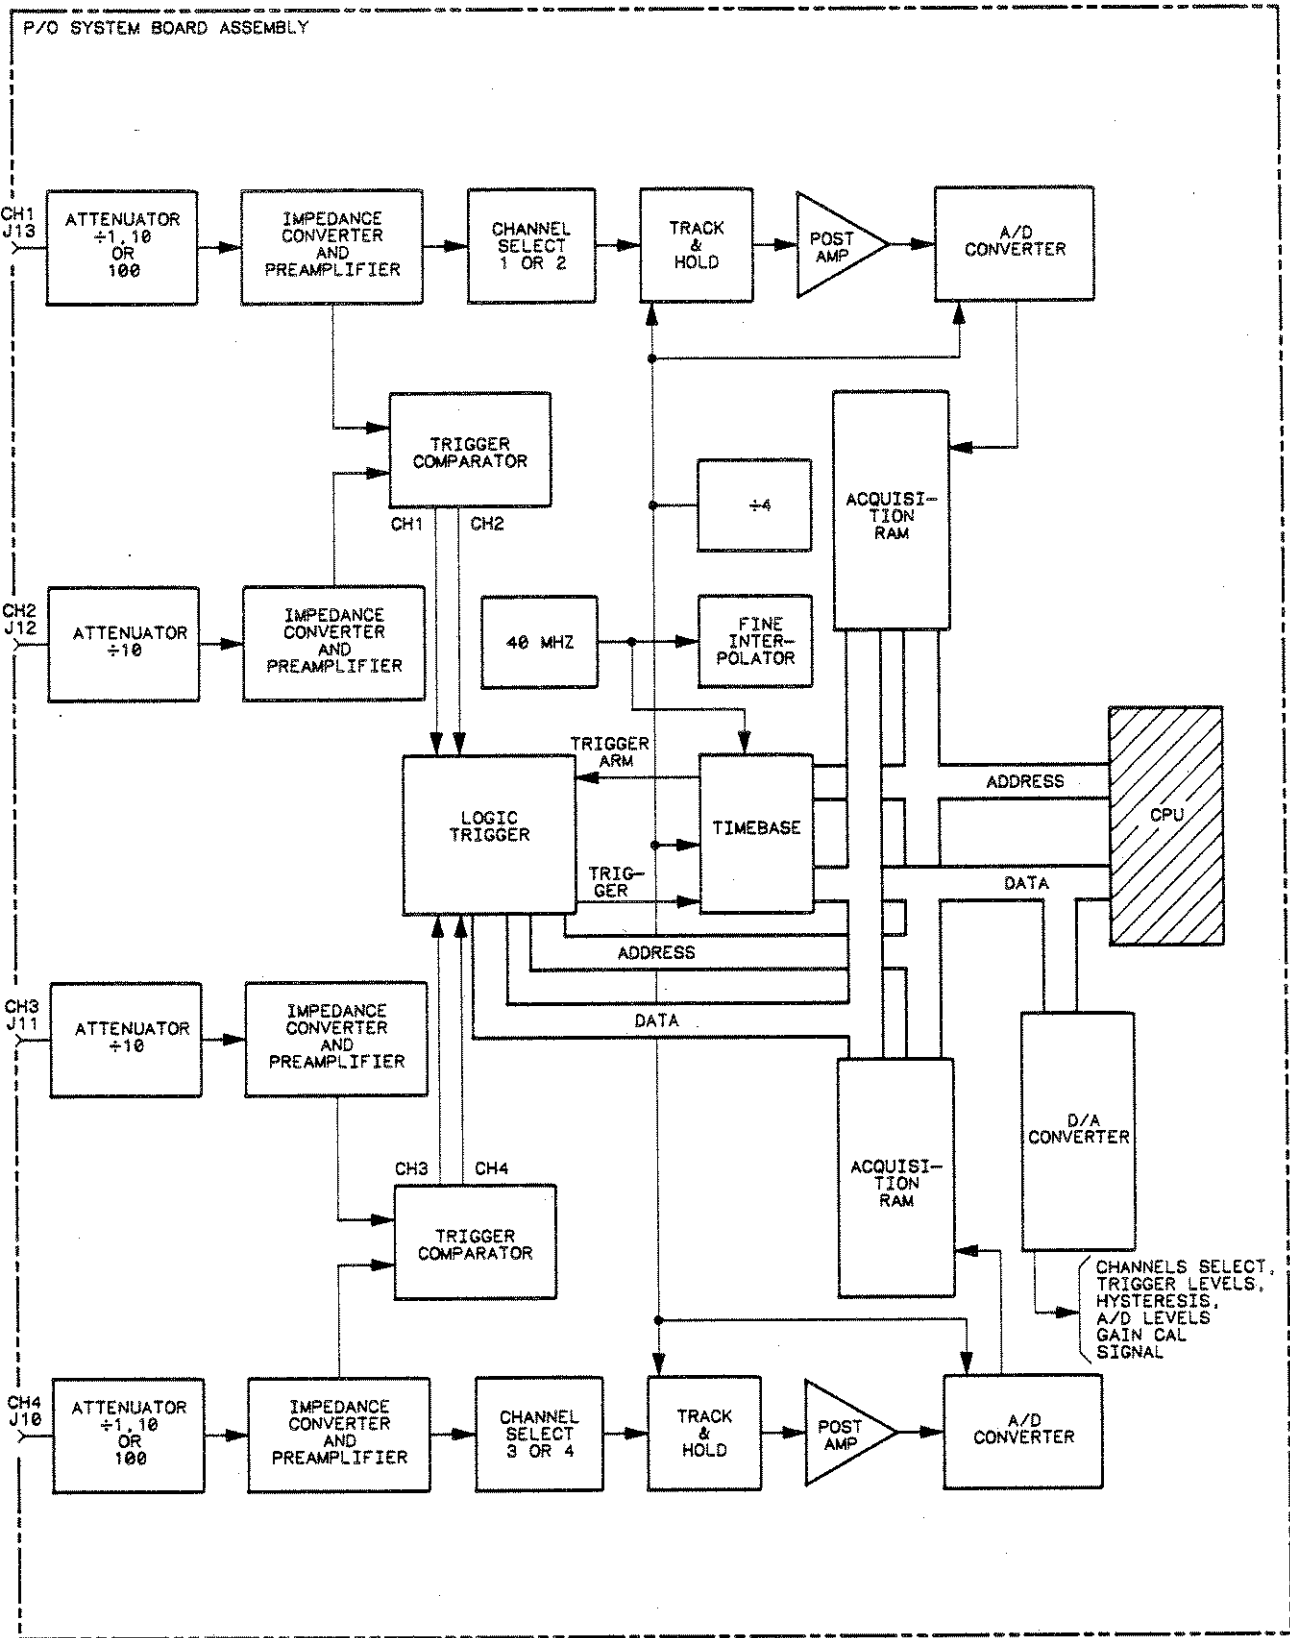 P/O SYSTEM BOARD ASSEMBLY
CH1
J13
ATTENUATOR
÷1,10
OR
100
IMPEDANCE
CONVERTER
AND
PREAMPLIFIER
CHANNEL
SELECT
1 OR 2
TRACK
&
HOLD
POST
AMP
A/D
CONVERTER
TRIGGER
COMPARATOR
CH1
CH2
÷4
ACQUISI-
TION
RAM
CH2
J12
ATTENUATOR
÷10
IMPEDANCE
CONVERTER
AND
PREAMPLIFIER
40 MHZ
FINE
INTER-
POLATOR
TRIGGER
ARM
LOGIC
TRIGGER
TIMEBASE
ADDRESS
CPU
TRIG-
GER
DATA
ADDRESS
DATA
CH3
J11
ATTENUATOR
÷10
IMPEDANCE
CONVERTER
AND
PREAMPLIFIER
D/A
CONVERTER
CH3
CH4
TRIGGER
COMPARATOR
ACQUISI-
TION
RAM
CHANNELS SELECT,
TRIGGER LEVELS,
HYSTERESIS,
A/D LEVELS
GAIN CAL
SIGNAL
CH4
J10
ATTENUATOR
÷1,10
OR
100
IMPEDANCE
CONVERTER
AND
PREAMPLIFIER
CHANNEL
SELECT
3 OR 4
TRACK
&
HOLD
POST
AMP
A/D
CONVERTER